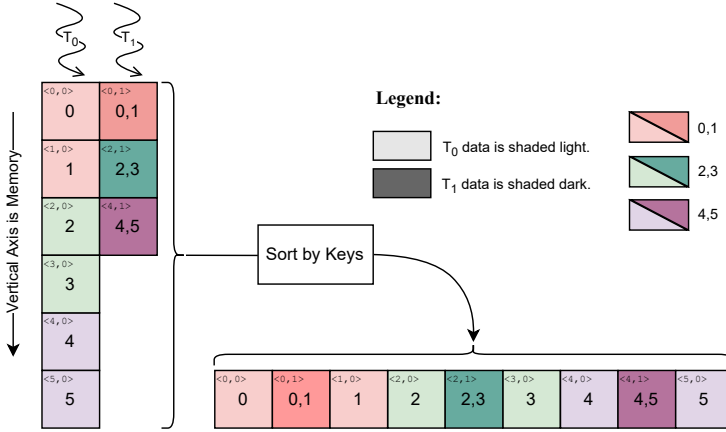 T0 T1
<0,0> <0,1>
0 0,1
<1,0> <2,1>
1 2,3
<2,0> <4,1>
2 4,5
<3,0>
3
<4,0>
4
<5,0>
5
Vertical Axis is Memory
Legend:
T0 data is shaded light.
T1 data is shaded dark.
0,1
2,3
4,5
Sort by Keys
<0,0> <0,1> <1,0> <2,0> <2,1> <3,0> <4,0> <4,1> <5,0>
0 0,1 1 2 2,3 3 4 4,5 5